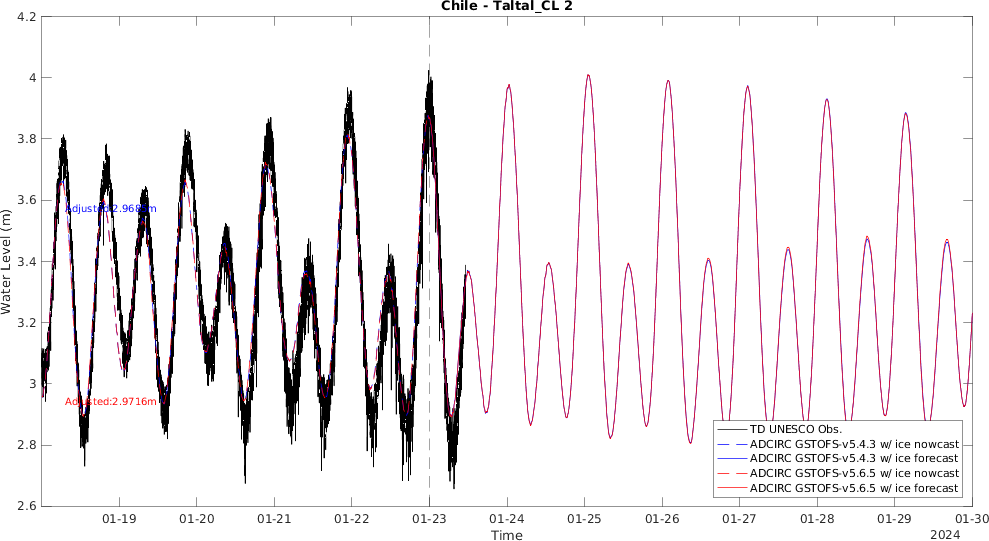 Chile - Taltal_CL 2
4.2
4
3.8
3.6
3.4
3.2
3
2.8
2.6
Water Level (m)
Adjusted:2.9716m
TD UNESCO Obs.
ADCIRC GSTOFS-v5.4.3 w/ ice nowcast
ADCIRC GSTOFS-v5.4.3 w/ ice forecast
ADCIRC GSTOFS-v5.6.5 w/ ice nowcast
ADCIRC GSTOFS-v5.6.5 w/ ice forecast
01-19 01-20 01-21 01-22 01-23 01-24 01-25 01-26 01-27 01-28 01-29 01-30
Time
2024